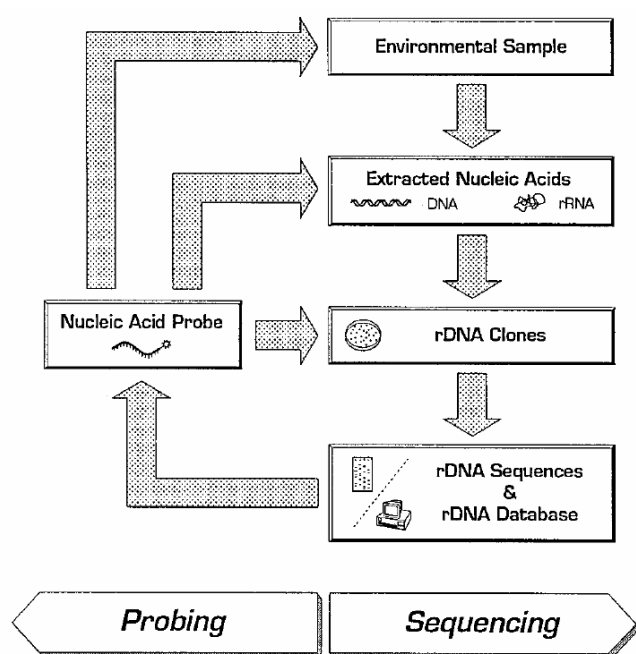 Environmental Sample
Extracted Nucleic Acids
DNA
rRNA
Nucleic Acid Probe
rDNA Clones
rDNA Sequences
&
rDNA Database
Probing
Sequencing